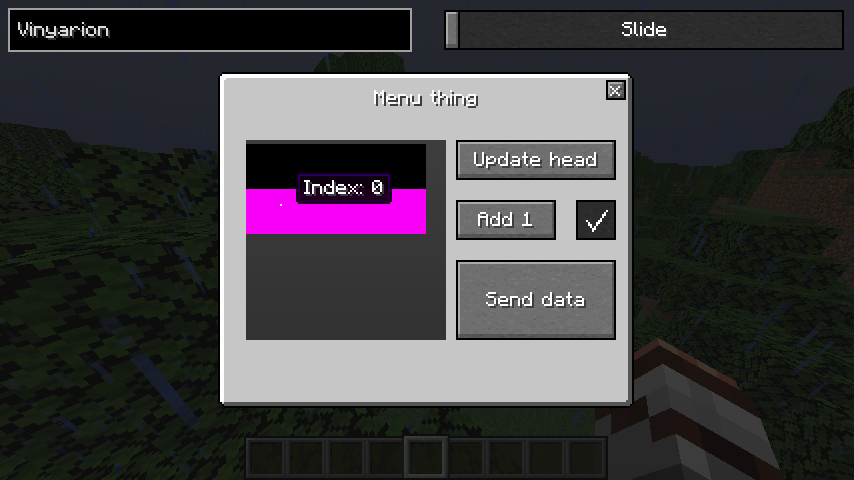 Vinyarion
Slide
Menu thing
Update head
Index: 0
Add 1
Send data